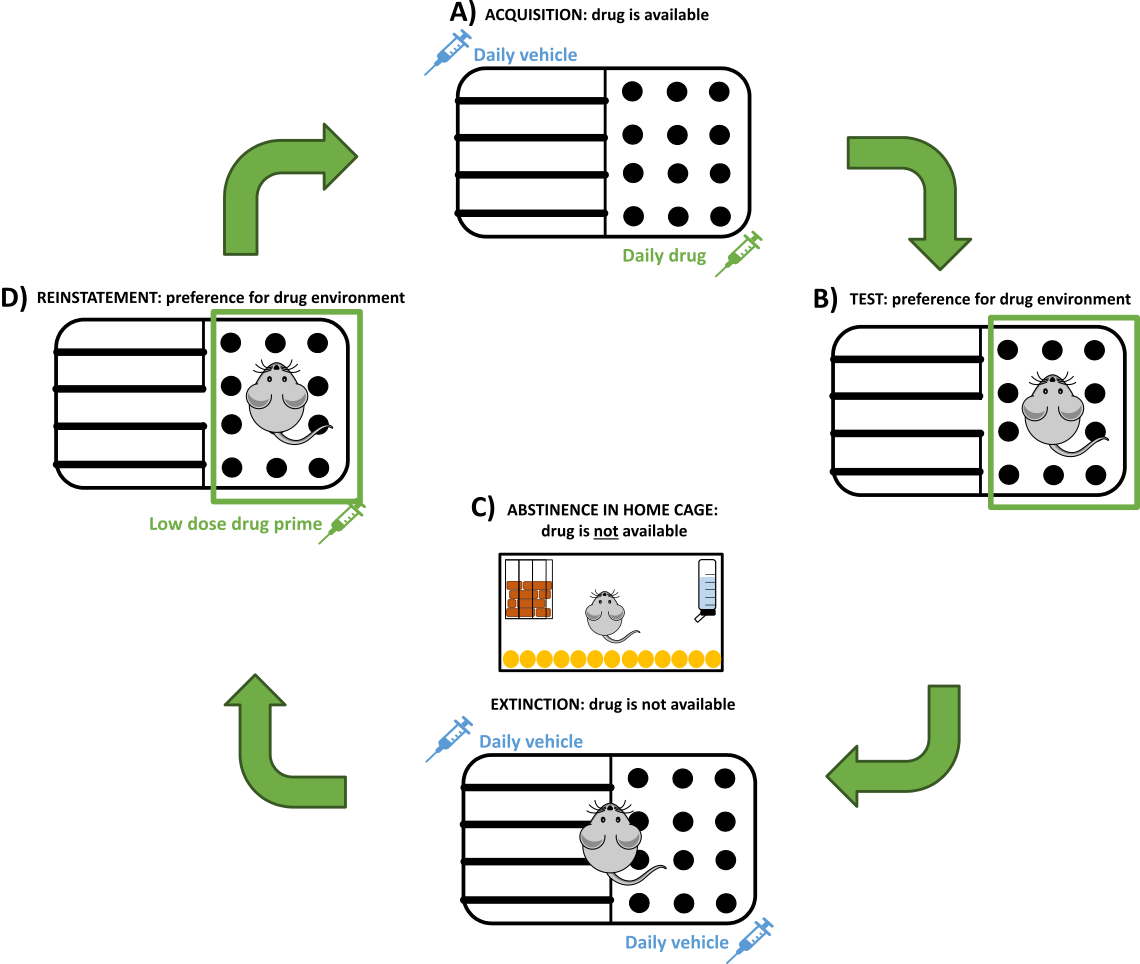 A) ACQUISITION: drug is available
Daily vehicle
Daily drug
B) TEST: preference for drug environment
C) ABSTINENCE IN HOME CAGE:
drug is not available
EXTINCTION: drug is not available
Daily vehicle
Daily vehicle
D) REINSTATEMENT: preference for drug environment
Low dose drug prime